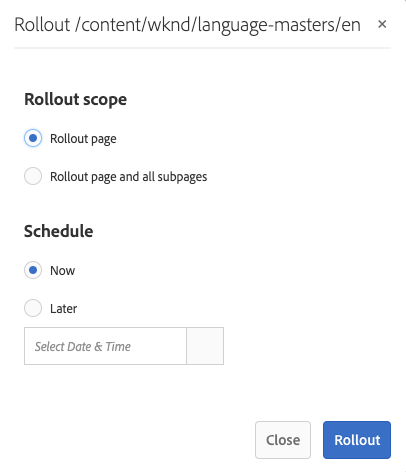 Rollout /content/wknd/language-masters/en ×
Rollout scope
Rollout page
Rollout page and all subpages
Schedule
Now
Later
Select Date & Time
Close Rollout